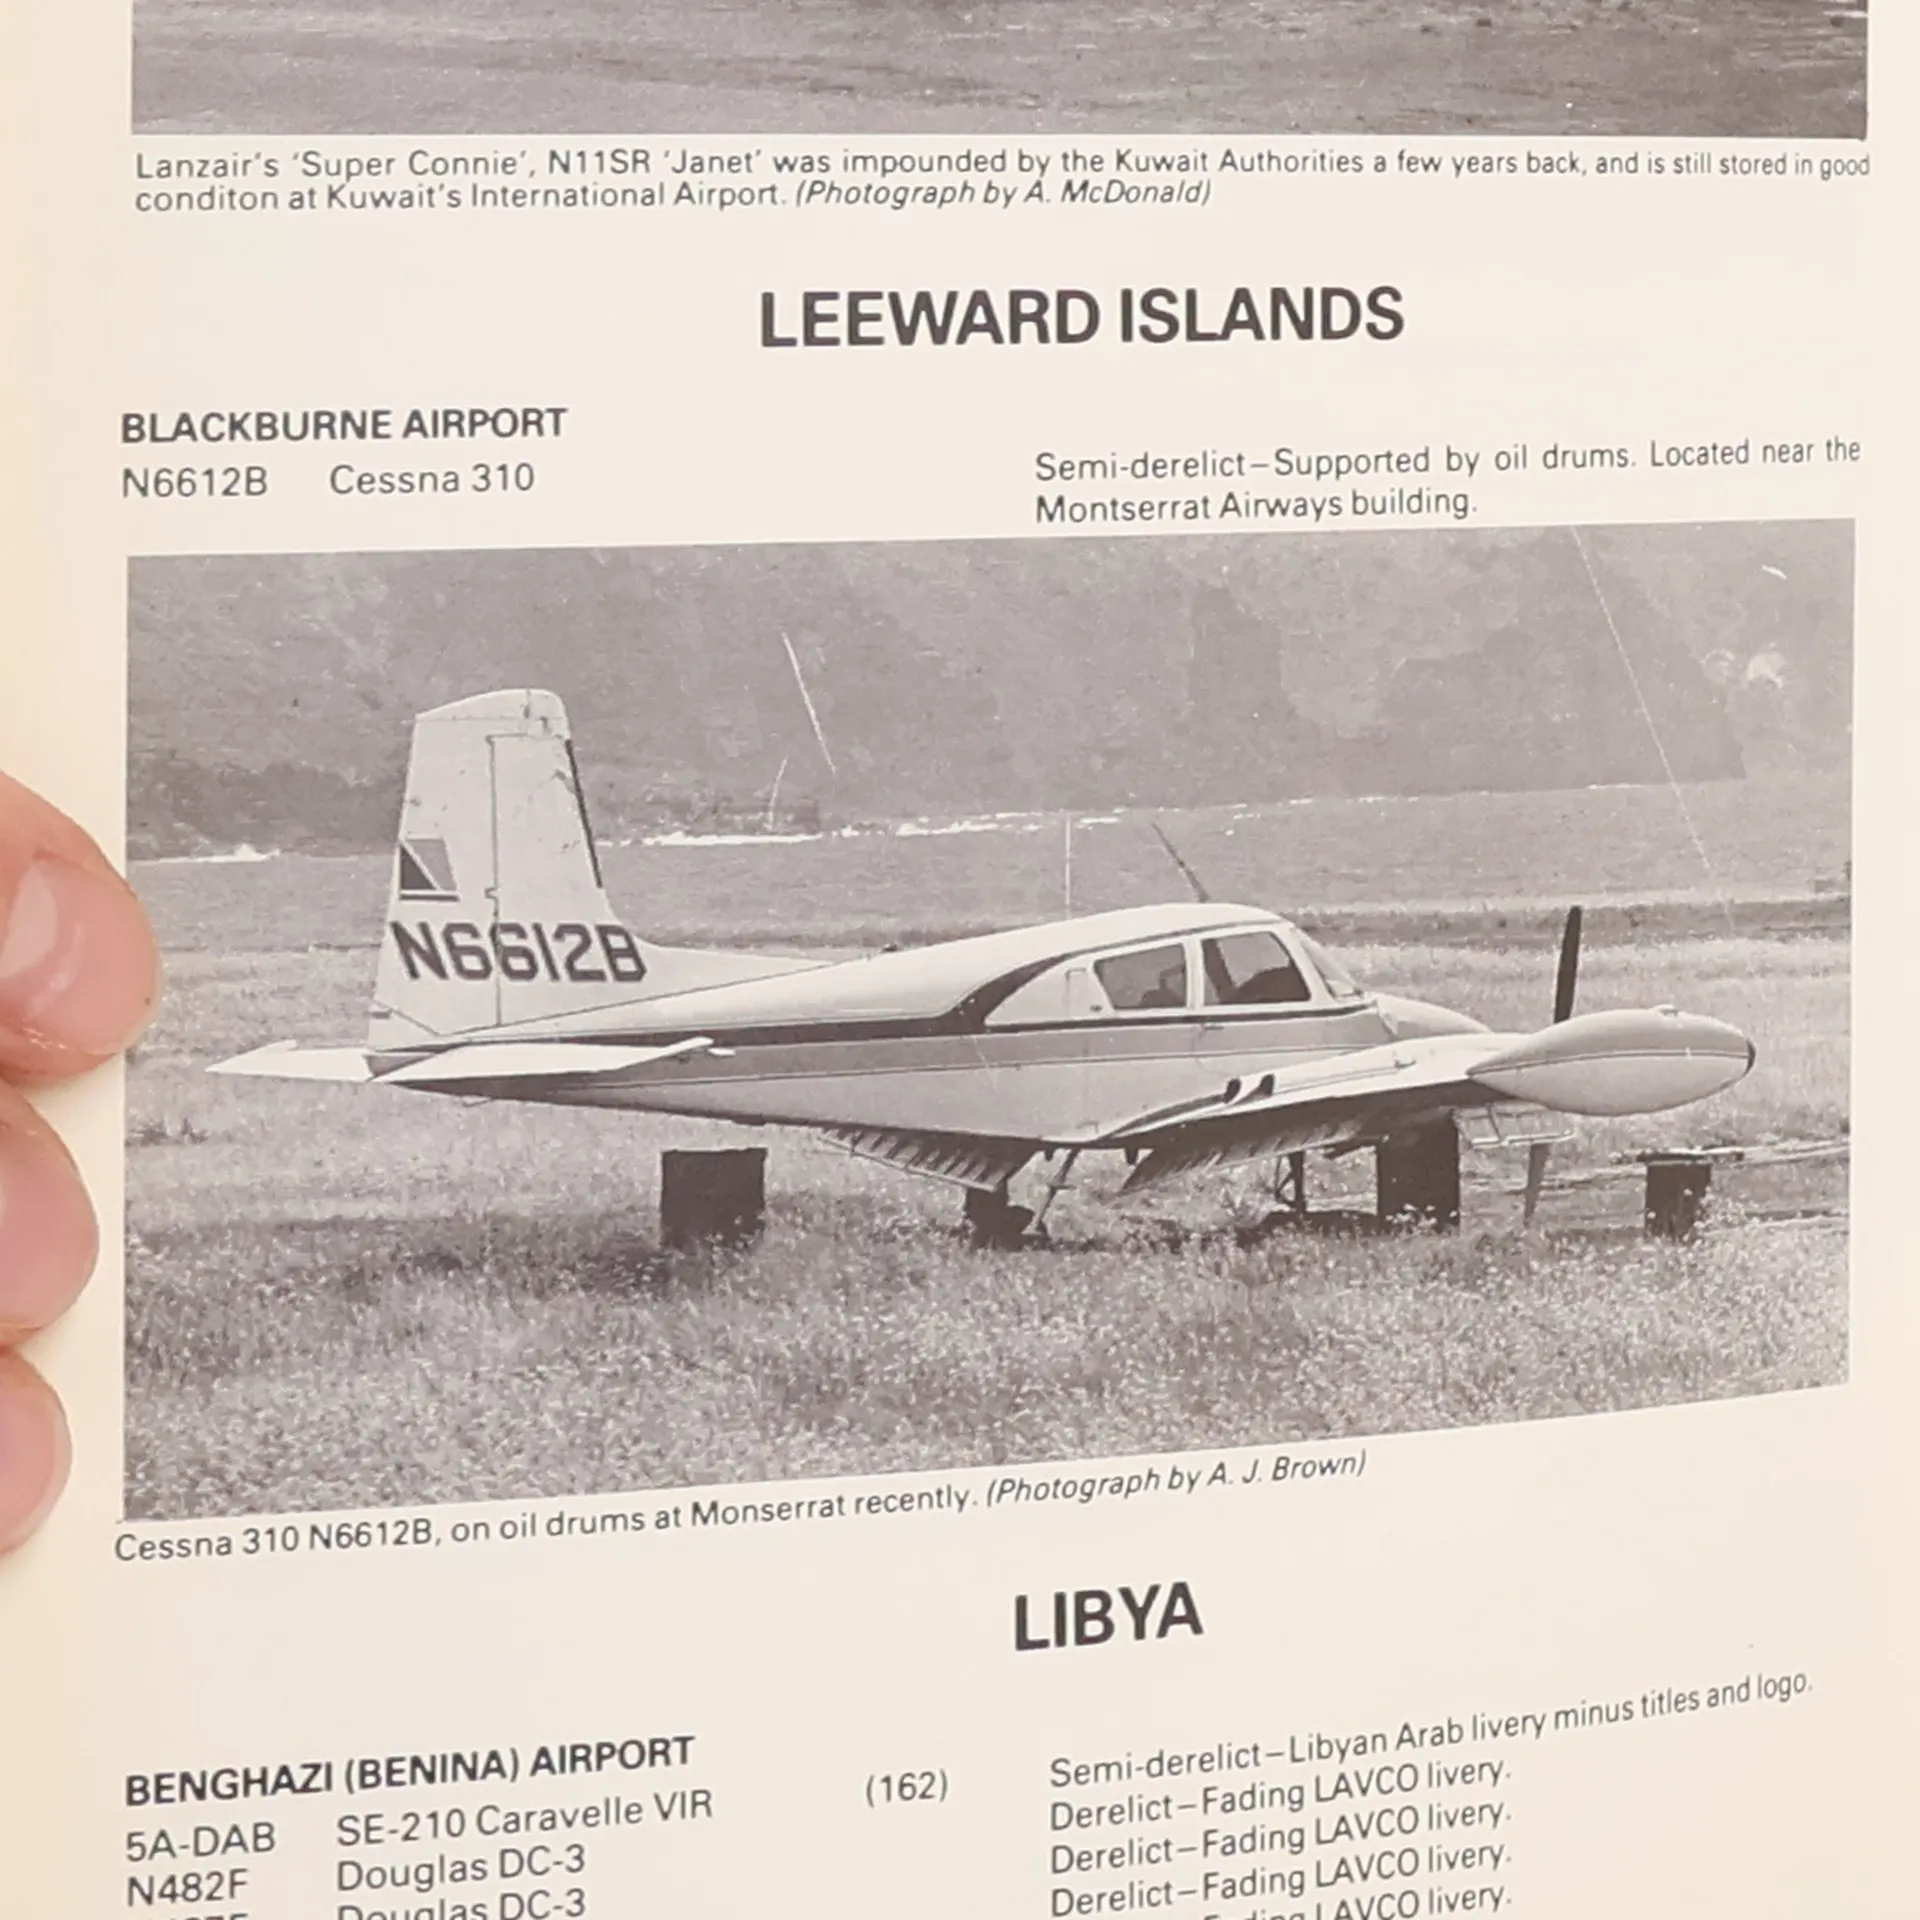 Lanzair's 'Super Connie', N11SR 'Janet' was impounded by the Kuwait Authorities a few years back, and is still stored in good
conditon at Kuwait's International Airport. (Photograph by A. McDonald)
LEEWARD ISLANDS
BLACKBURNE AIRPORT
N6612B Cessna 310 Semi-derelict–Supported by oil drums. Located near the
Montserrat Airways building.
N6612B
Cessna 310 N6612B, on oil drums at Monserrat recently. (Photograph by A. J. Brown)
LIBYA
BENGHAZI (BENINA) AIRPORT
5A-DAB SE-210 Caravelle VIR (162) Semi-derelict–Libyan Arab livery minus titles and logo.
N482F Douglas DC-3 Derelict–Fading LAVCO livery.
Douglas DC-3 Derelict–Fading LAVCO livery.
Derelict–Fading LAVCO livery.
LAVCO livery.